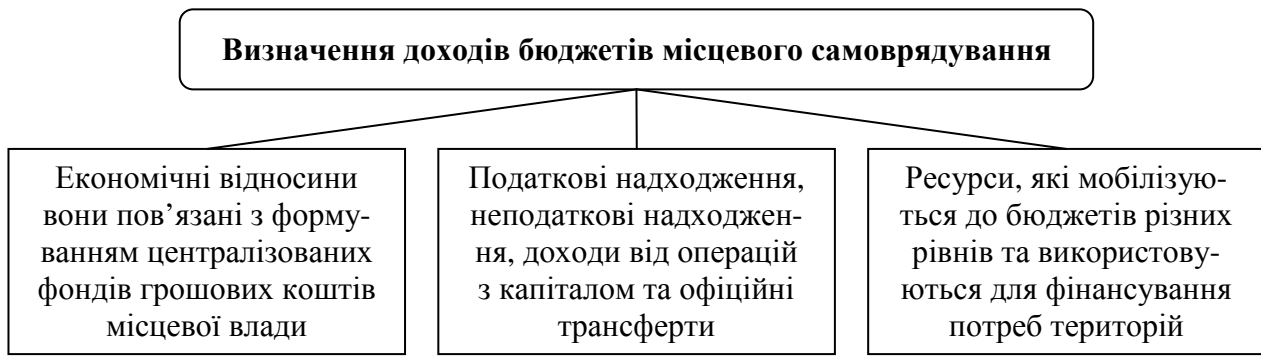 Визначення доходів бюджетів місцевого самоврядування
Економічні відносини
вони пов’язані з форму-
ванням централізованих
фондів грошових коштів
місцевої влади
Податкові надходження,
неподаткові надходжен-
ня, доходи від операцій
з капіталом та офіційні
трансферти
Ресурси, які мобілізу-
ються до бюджетів різних
рівнів та використову-
ються для фінансування
потреб територій